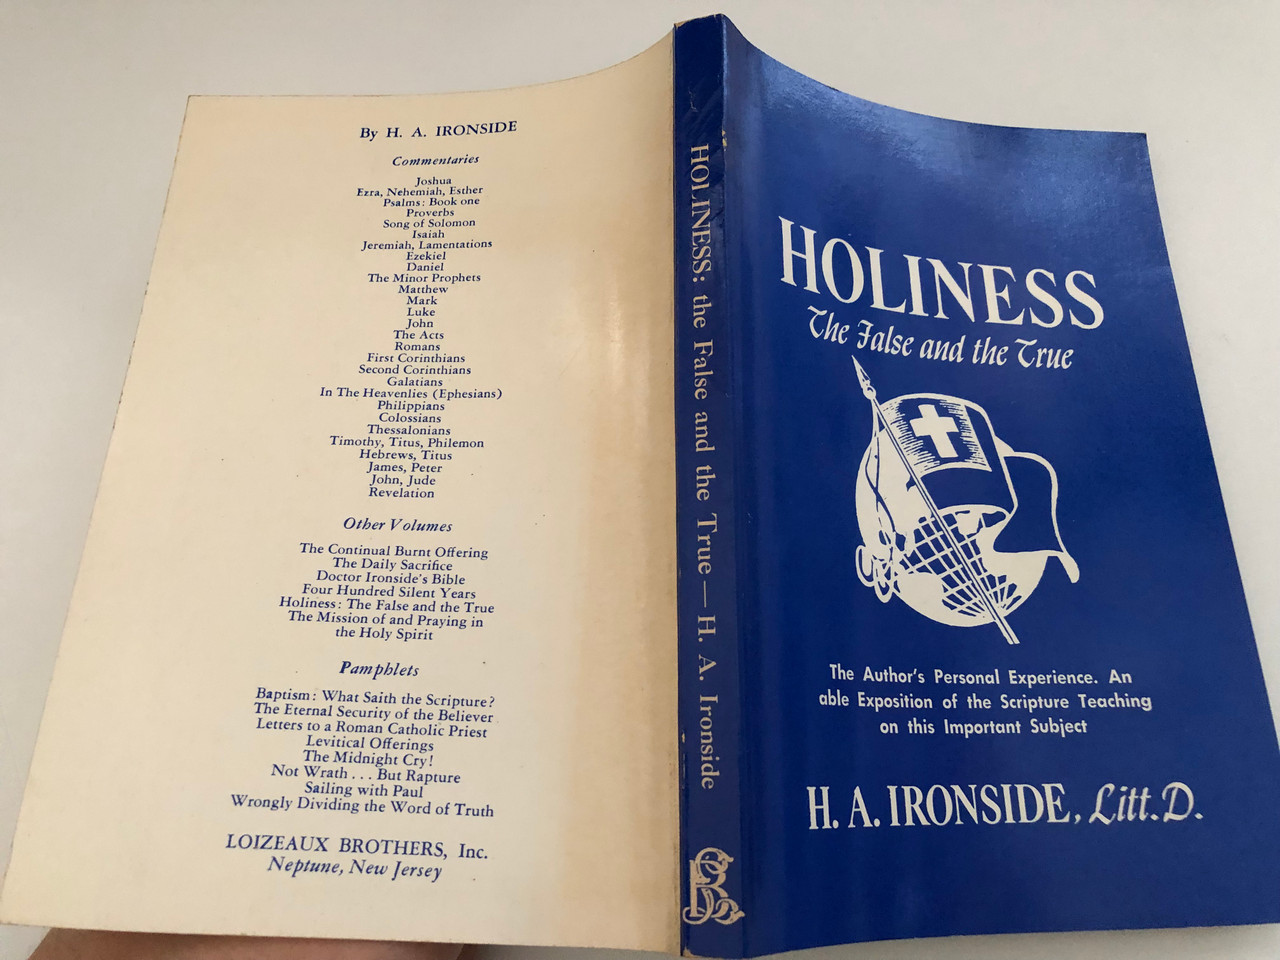 By H. A. IRONSIDE
Commentaries
Joshua
Ezra, Nehemiah, Esther
Psalms: Book one
Proverbs
Song of Solomon
Isaiah
Jeremiah, Lamentations
Ezekiel
Daniel
The Minor Prophets
Matthew
Mark
Luke
John
The Acts
Romans
First Corinthians
Second Corinthians
Galatians
In The Heavenlies (Ephesians)
Philippians
Colossians
Thessalonians
Timothy, Titus, Philemon
Hebrews, Titus
James, Peter
John, Jude
Revelation
Other Volumes
The Continual Burnt Offering
The Daily Sacrifice
Doctor Ironside's Bible
Four Hundred Silent Years
Holiness: The False and the True
The Mission of and Praying in
the Holy Spirit
Pamphlets
Baptism: What Saith the Scripture?
The Eternal Security of the Believer
Letters to a Roman Catholic Priest
Levitical Offerings
The Midnight Cry!
Not Wrath . . . But Rapture
Sailing with Paul
Wrongly Dividing the Word of Truth
LOIZEAUX BROTHERS, Inc.
Neptune, New Jersey
HOLINESS: the False and the True — H. A. Ironside
HOLINESS
The False and the True
The Author's Personal Experience. An
able Exposition of the Scripture Teaching
on this Important Subject
H. A. IRONSIDE, Litt.D.